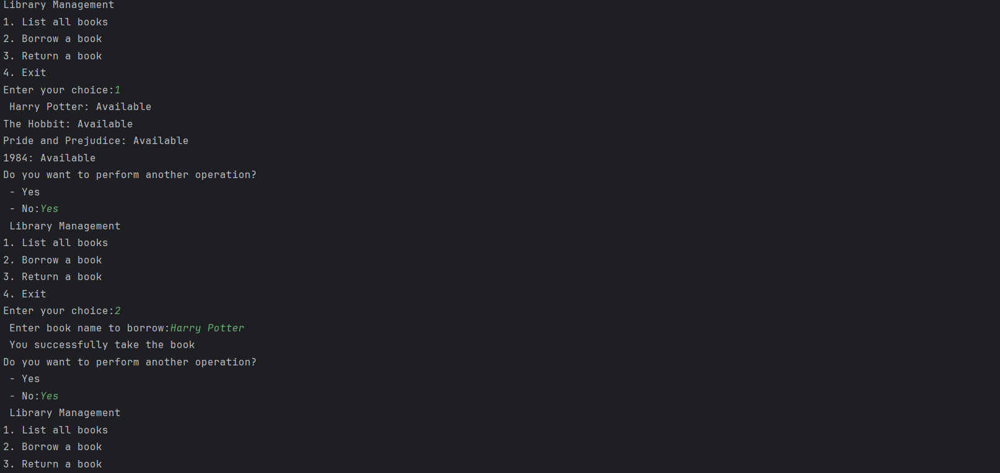 Library Management
1. List all books
2. Borrow a book
3. Return a book
4. Exit
Enter your choice:1
Harry Potter: Available
The Hobbit: Available
Pride and Prejudice: Available
1984: Available
Do you want to perform another operation?
- Yes
- No:Yes
Library Management
1. List all books
2. Borrow a book
3. Return a book
4. Exit
Enter your choice:2
Enter book name to borrow:Harry Potter
You successfully take the book
Do you want to perform another operation?
- Yes
- No:Yes
Library Management
1. List all books
2. Borrow a book
3. Return a book